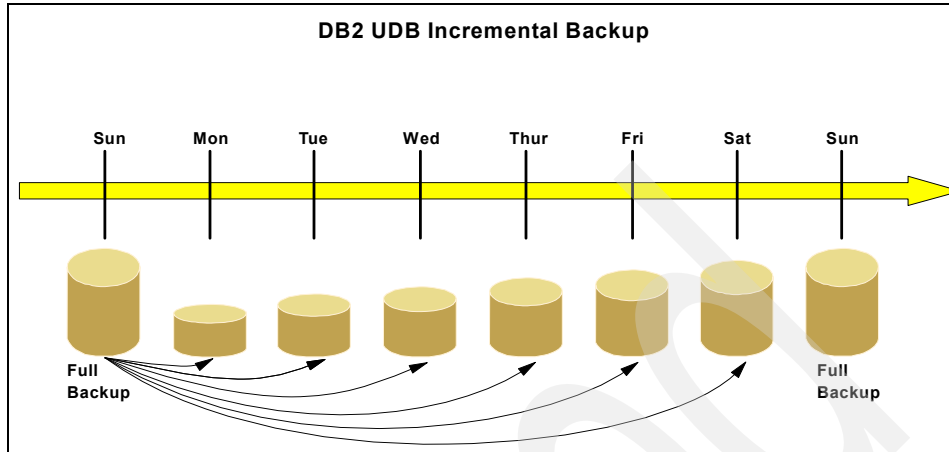 DB2 UDB Incremental Backup
Sun Mon Tue Wed Thur Fri Sat Sun
Full
Backup
Full
Backup